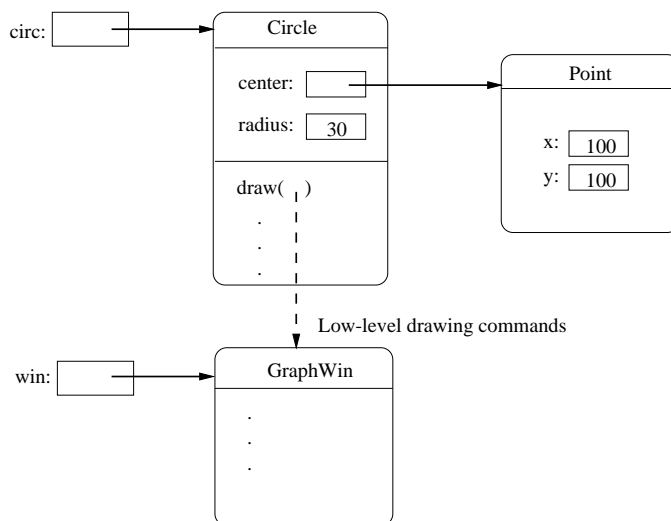 circ:
Circle
center:
radius: 30
draw( )
.
.
.
Point
x: 100
y: 100
Low-level drawing commands
win:
GraphWin
.
.
.